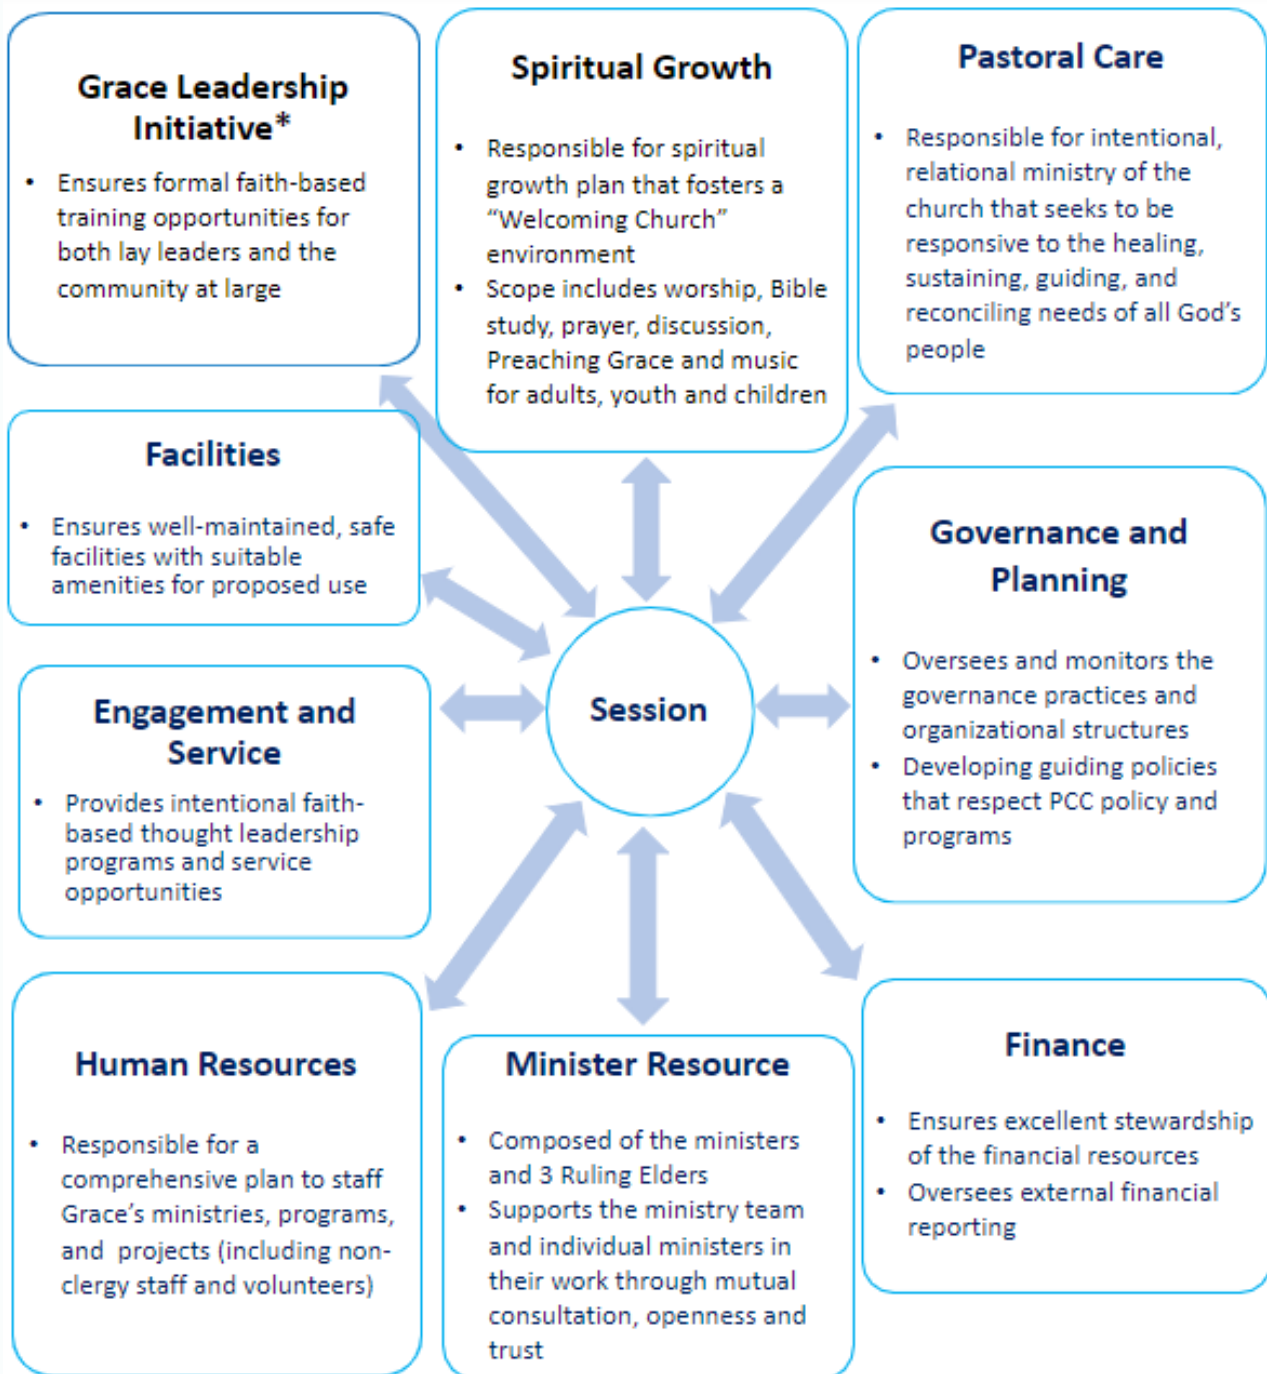 Grace Leadership
Initiative*
• Ensures formal faith-based
training opportunities for
both lay leaders and the
community at large
Spiritual Growth
• Responsible for spiritual
growth plan that fosters a
“Welcoming Church”
environment
• Scope includes worship, Bible
study, prayer, discussion,
Preaching Grace and music
for adults, youth and children
Pastoral Care
• Responsible for intentional,
relational ministry of the
church that seeks to be
responsive to the healing,
sustaining, guiding, and
reconciling needs of all God’s
people
Facilities
• Ensures well-maintained, safe
facilities with suitable
amenities for proposed use
Governance and
Planning
• Oversees and monitors the
governance practices and
organizational structures
• Developing guiding policies
that respect PCC policy and
programs
Engagement and
Service
• Provides intentional faith-
based thought leadership
programs and service
opportunities
Session
Human Resources
• Responsible for a
comprehensive plan to staff
Grace’s ministries, programs,
and projects (including non-
clergy staff and volunteers)
Minister Resource
• Composed of the ministers
and 3 Ruling Elders
• Supports the ministry team
and individual ministers in
their work through mutual
consultation, openness and
trust
Finance
• Ensures excellent stewardship
of the financial resources
• Oversees external financial
reporting